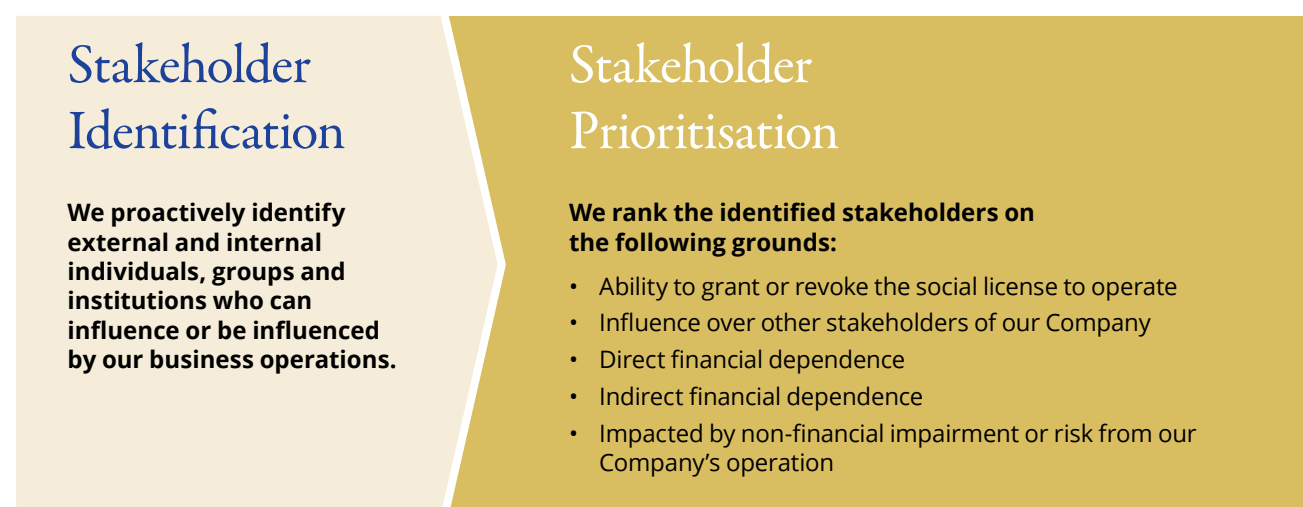 Stakeholder
Identification
We proactively identify
external and internal
individuals, groups and
institutions who can
influence or be influenced
by our business operations.
Stakeholder
Prioritisation
We rank the identified stakeholders on
the following grounds:
• Ability to grant or revoke the social license to operate
• Influence over other stakeholders of our Company
• Direct financial dependence
• Indirect financial dependence
• Impacted by non-financial impairment or risk from our
Company’s operation